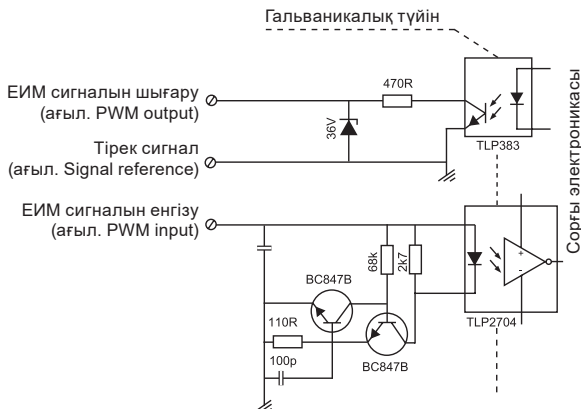 Гальваникалық түйін
ЕИМ сигналын шығару
(ағыл. PWM output)
470R
36V
Тірек сигнал
(ағыл. Signal reference)
TLP383
ЕИМ сигналын енгізу
(ағыл. PWM input)
Сорғы электроникасы
68k
2k7
BC847B
110R
100p
BC847B
TLP2704
+
-